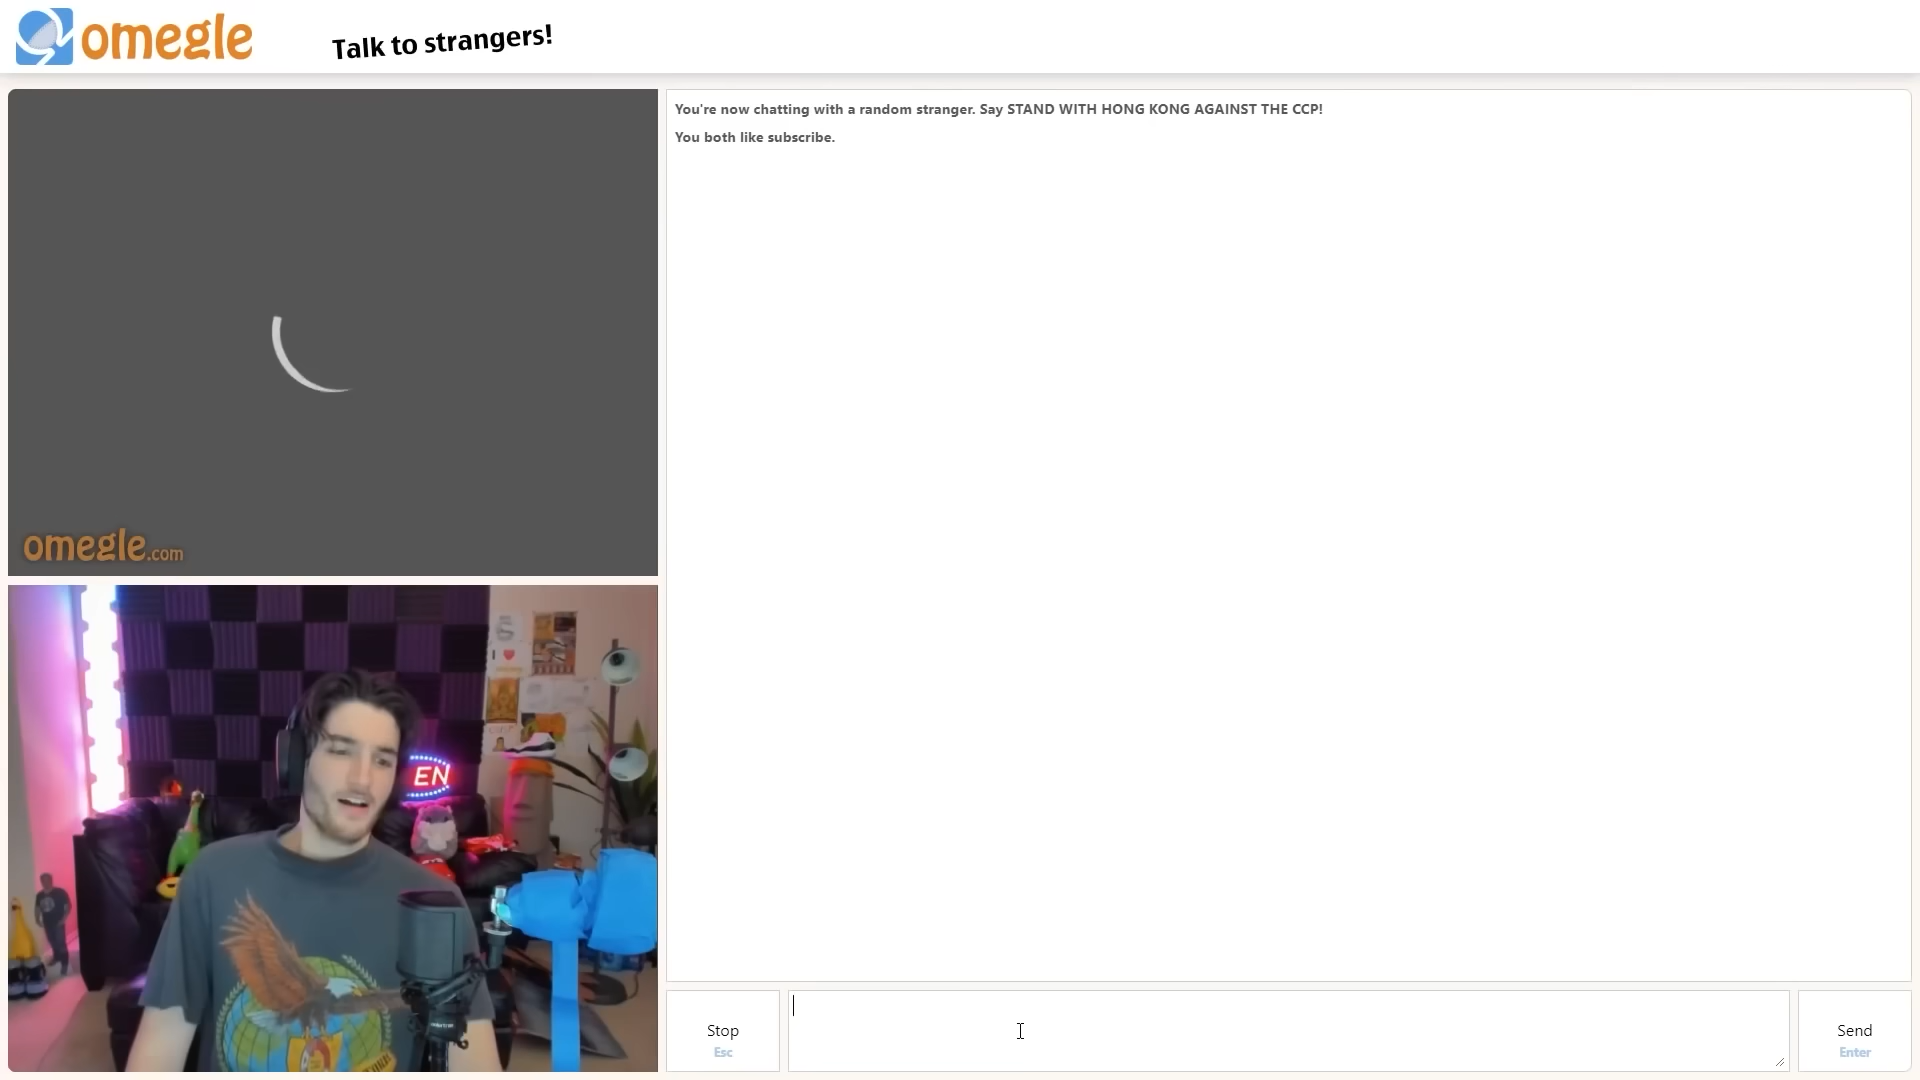 omegle
Talk to strangers!
You're now chatting with a random stranger. Say STAND WITH HONG KONG AGAINST THE CCP!
You both like subscribe.
omegle.com
I ❤
EN
Stop
Esc
Send
Enter